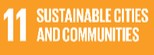 11 SUSTAINABLE CITIES
AND COMMUNITIES